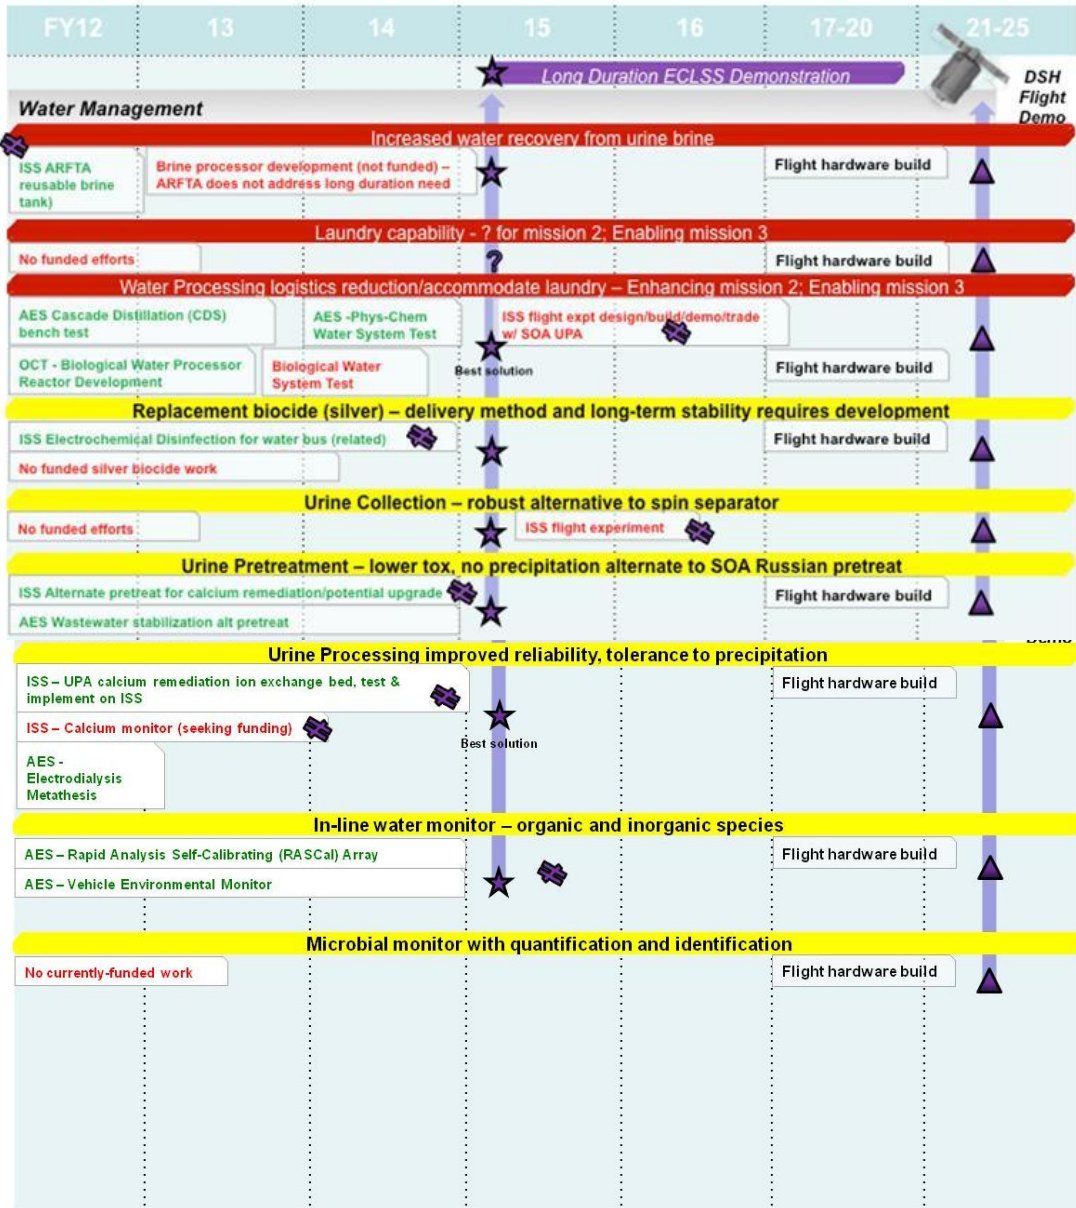 FY12 13 14 15 16 17-20 21-25
Long Duration ECLSS Demonstration
DSH
Flight
Demo
Water Management
Increased water recovery from urine brine
ISS ARFTA
reusable brine
tank)
Brine processor development (not funded) –
ARFTA does not address long duration need
Flight hardware build
Laundry capability - ? for mission 2; Enabling mission 3
No funded efforts
?
Flight hardware build
Water Processing logistics reduction/accommodate laundry – Enhancing mission 2; Enabling mission 3
AES Cascade Distillation (CDS)
bench test
AES -Phys-Chem
Water System Test
ISS flight expt design/build/demo/trade
w/ SOA UPA
OCT - Biological Water Processor
Reactor Development
Biological Water
System Test
Best solution
Flight hardware build
Replacement biocide (silver) – delivery method and long-term stability requires development
ISS Electrochemical Disinfection for water bus (related)
Flight hardware build
No funded silver biocide work
Urine Collection – robust alternative to spin separator
No funded efforts
ISS flight experiment
Urine Pretreatment – lower tox, no precipitation alternate to SOA Russian pretreat
ISS Alternate pretreat for calcium remediation/potential upgrade
Flight hardware build
AES Wastewater stabilization alt pretreat
Demo
Urine Processing improved reliability, tolerance to precipitation
ISS – UPA calcium remediation ion exchange bed, test &
implement on ISS
Flight hardware build
ISS – Calcium monitor (seeking funding)
Best solution
AES -
Electrodialysis
Metathesis
In-line water monitor – organic and inorganic species
AES – Rapid Analysis Self-Calibrating (RASCal) Array
Flight hardware build
AES – Vehicle Environmental Monitor
Microbial monitor with quantification and identification
No currently-funded work
Flight hardware build